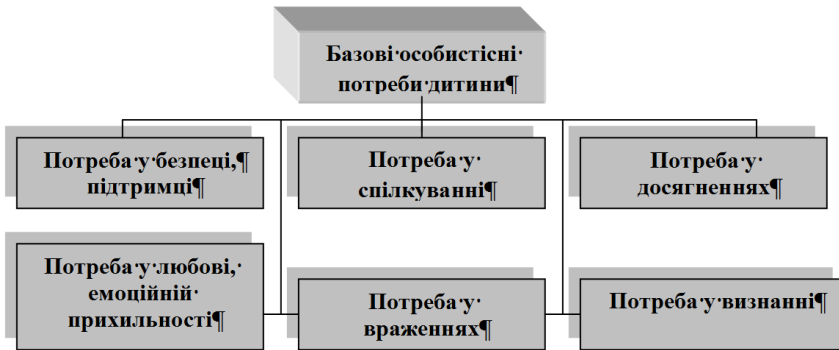 Базові·особистісні·
потреби·дитини¶
Потреба·у·безпеці,¶
підтримці¶
Потреба·у·
спілкуванні¶
Потреба·у·
досягненнях¶
Потреба·у·любові,·
емоційній·
прихильності¶
Потреба·у·
враженнях¶
Потреба·у·визнанні¶